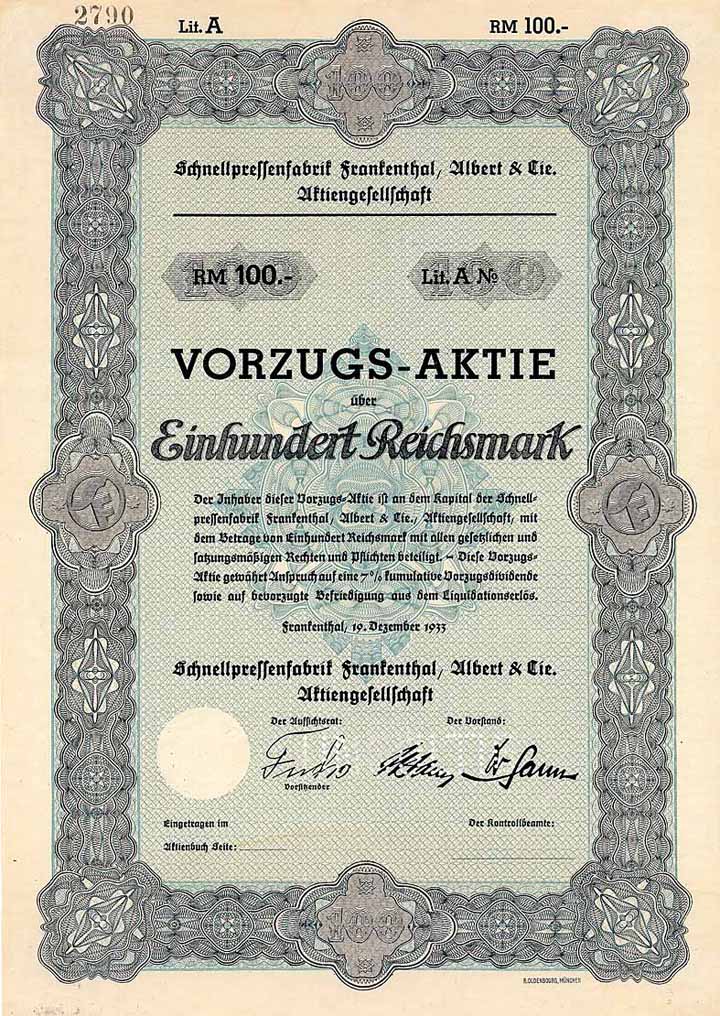 2790
Lit. A
RM 100.-
100
Schnellpressenfabrik Frankenthal, Albert & Cie.
Aktiengesellschaft
RM 100.-
Lit. A No
VORZUGS-AKTIE
über
Einhundert Reichsmark
Der Inhaber dieser Vorzugs-Aktie ist an dem Kapital der Schnell-
pressenfabrik Frankenthal, Albert & Cie., Aktiengesellschaft, mit
dem Betrage von Einhundert Reichsmark mit allen gesetzlichen und
satzungsmäßigen Rechten und Pflichten beteiligt. – Diese Vorzugs-
Aktie gewährt Anspruch auf eine 7% kumulative Vorzugsdividende
sowie auf bevorzugte Befriedigung aus dem Liquidationserlös.
Frankenthal, 19. Dezember 1933
Schnellpressenfabrik Frankenthal, Albert & Cie.
Aktiengesellschaft
Der Aufsichtsrat:
Der Vorstand:
Vorsitzender
Eingetragen im
Aktienbuch Seite:
Der Kontrollbeamte:
100
R. OLDENBOURG, MÜNCHEN